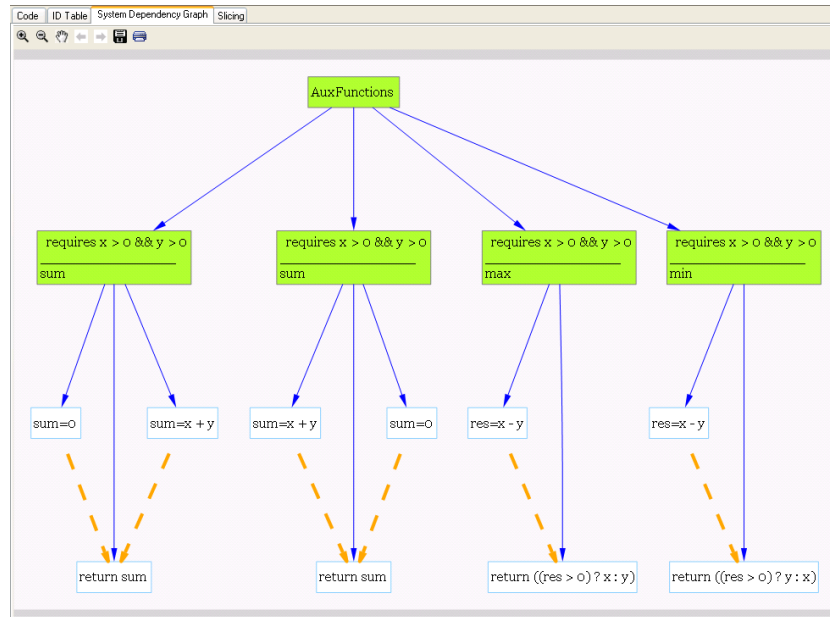 Code ID Table System Dependency Graph Slicing
AuxFunctions
requires x > 0 && y > 0
sum
requires x > 0 && y > 0
sum
requires x > 0 && y > 0
max
requires x > 0 && y > 0
min
sum=0
sum=x + y
sum=x + y
sum=0
res=x - y
res=x - y
return sum
return sum
return ((res > 0) ? x : y)
return ((res > 0) ? y : x)